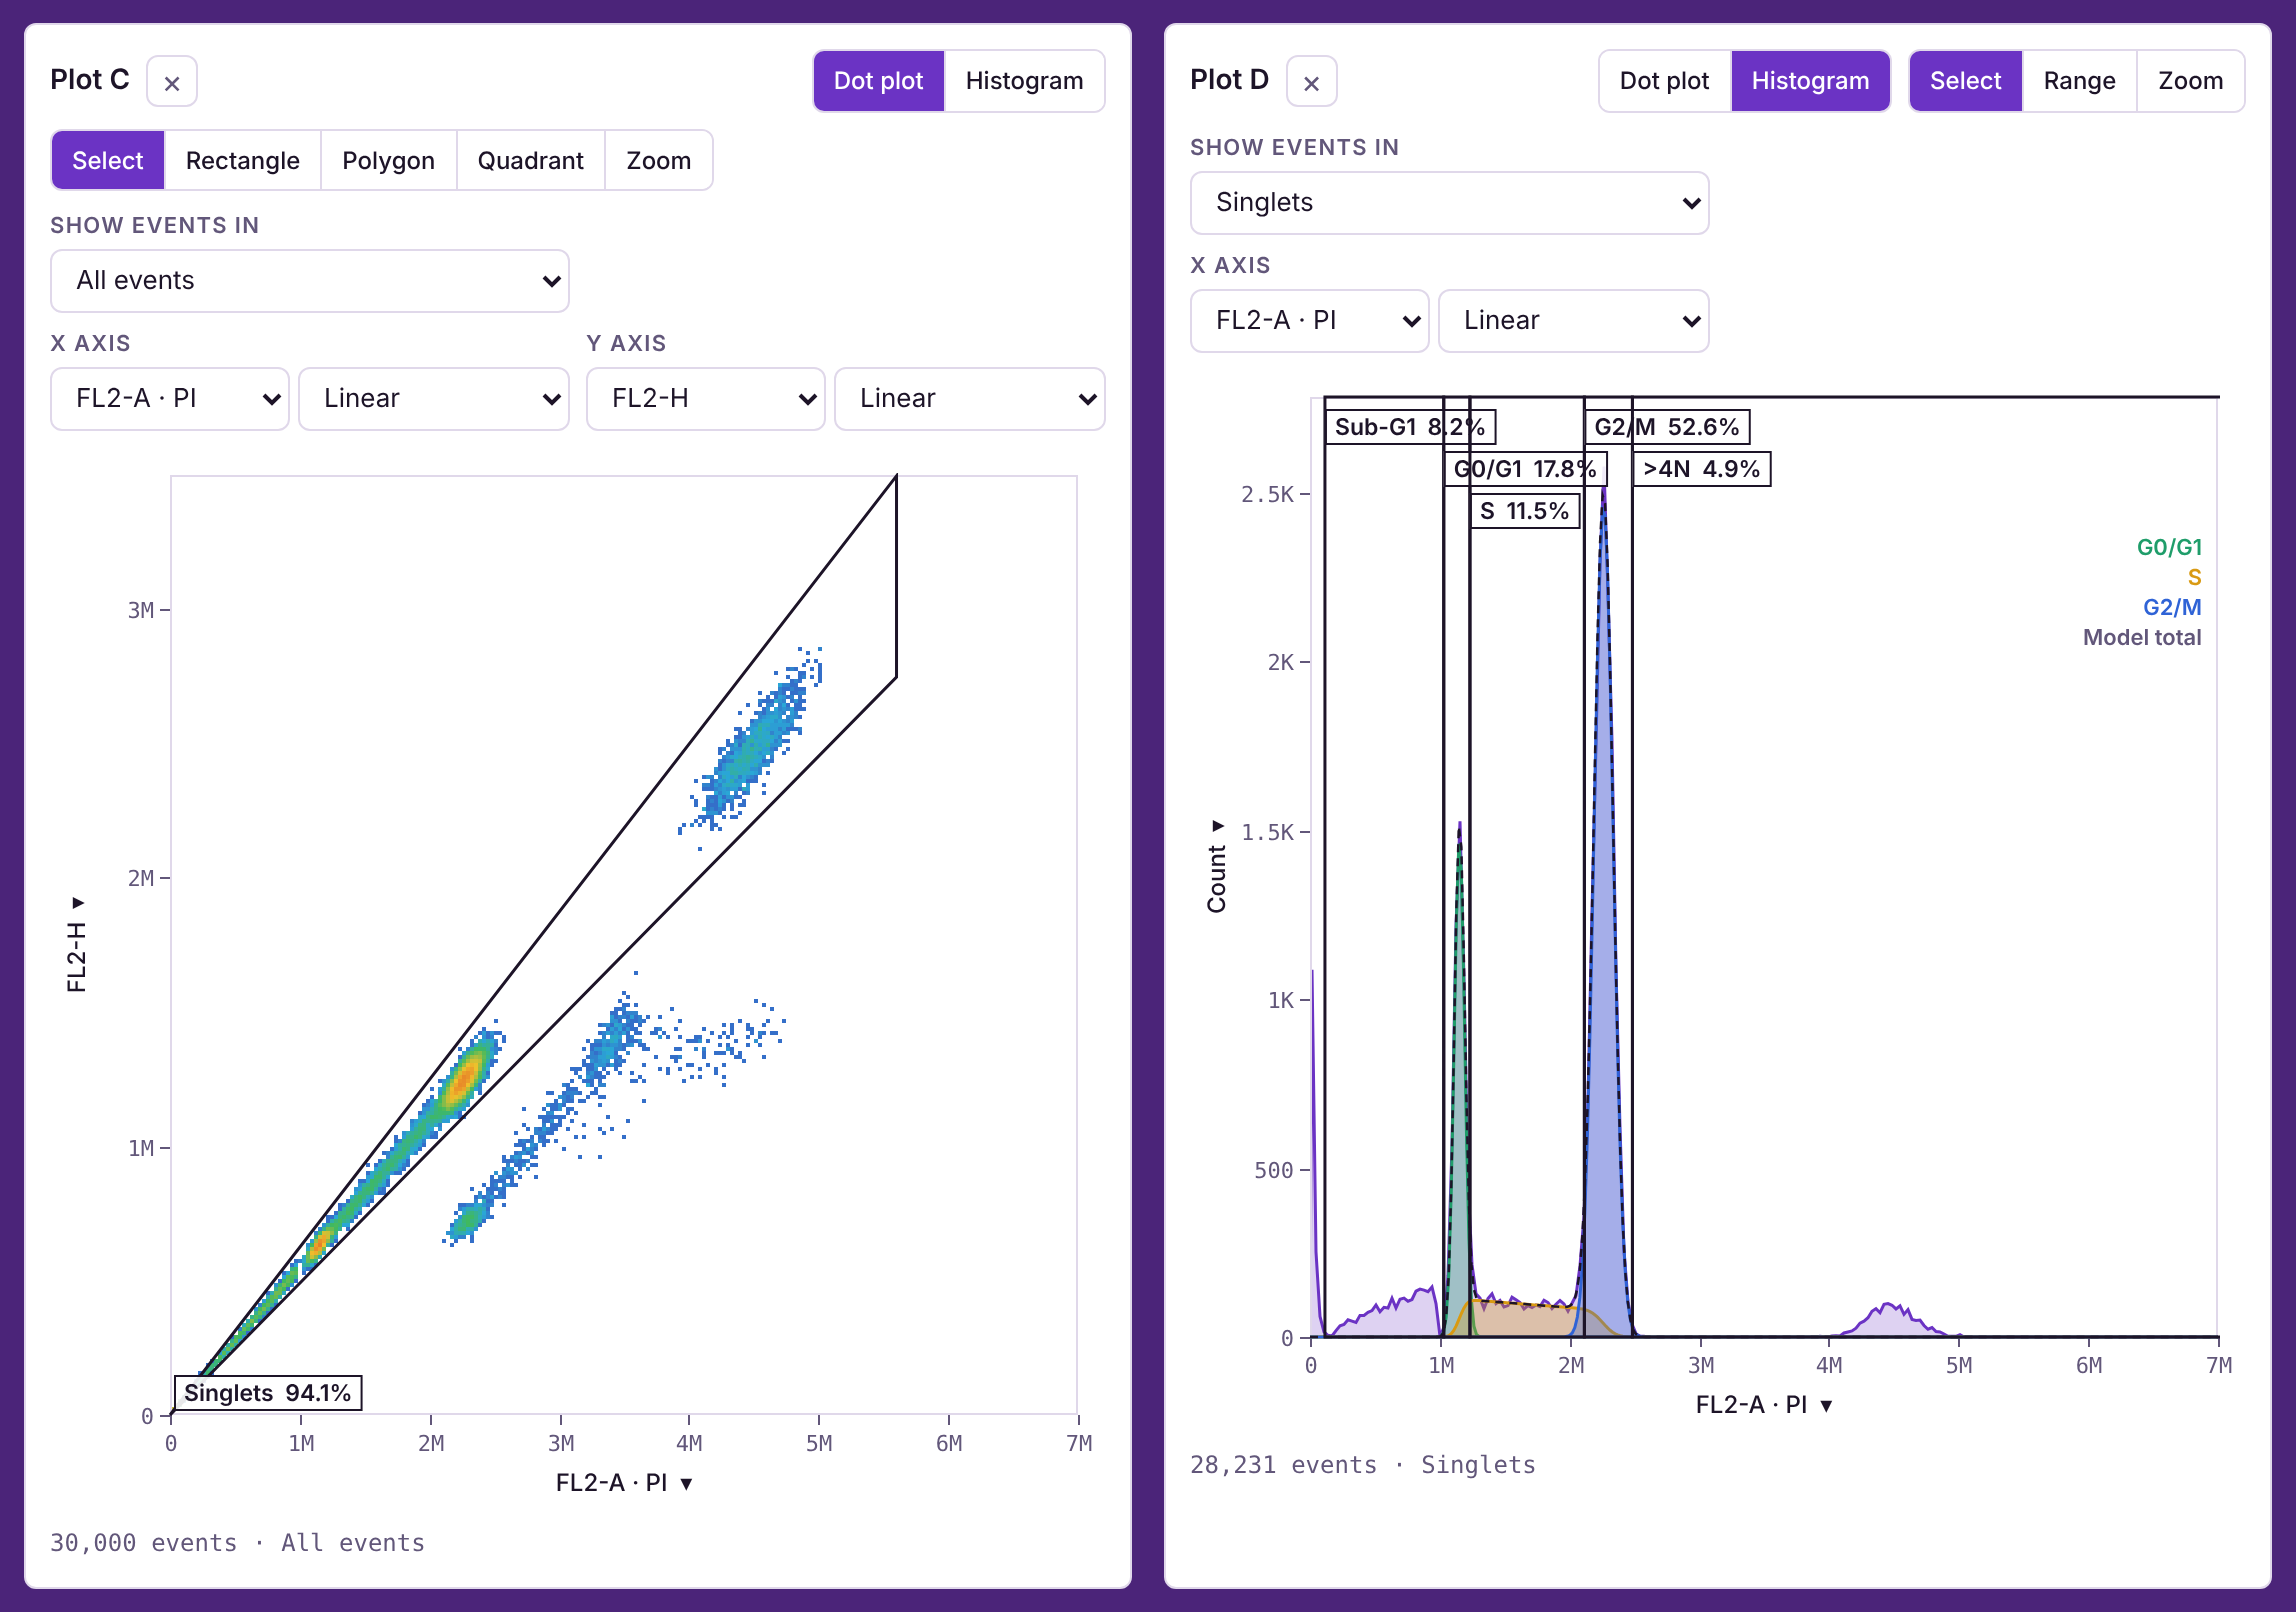 Plot C ×
Dot plot Histogram
Select Rectangle Polygon Quadrant Zoom
SHOW EVENTS IN
All events
X AXIS Y AXIS
FL2-A · PI Linear FL2-H Linear
3M
2M
1M
0
FL2-H ▼
Singlets 94.1%
0 1M 2M 3M 4M 5M 6M 7M
FL2-A · PI ▼
30,000 events · All events
Plot D ×
Dot plot Histogram Select Range Zoom
SHOW EVENTS IN
Singlets
X AXIS
FL2-A · PI Linear
Sub-G1 8.2% G2/M 52.6%
G0/G1 17.8% >4N 4.9%
S 11.5%
G0/G1
S
G2/M
Model total
2.5K
2K
1.5K
1K
500
0
Count ▼
0 1M 2M 3M 4M 5M 6M 7M
FL2-A · PI ▼
28,231 events · Singlets